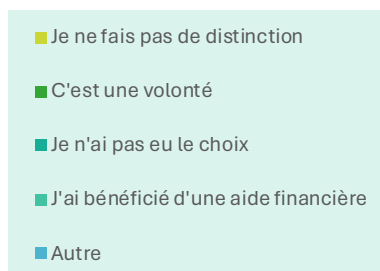 Je ne fais pas de distinction
C'est une volonté
Je n'ai pas eu le choix
J'ai bénéficié d'une aide financière
Autre